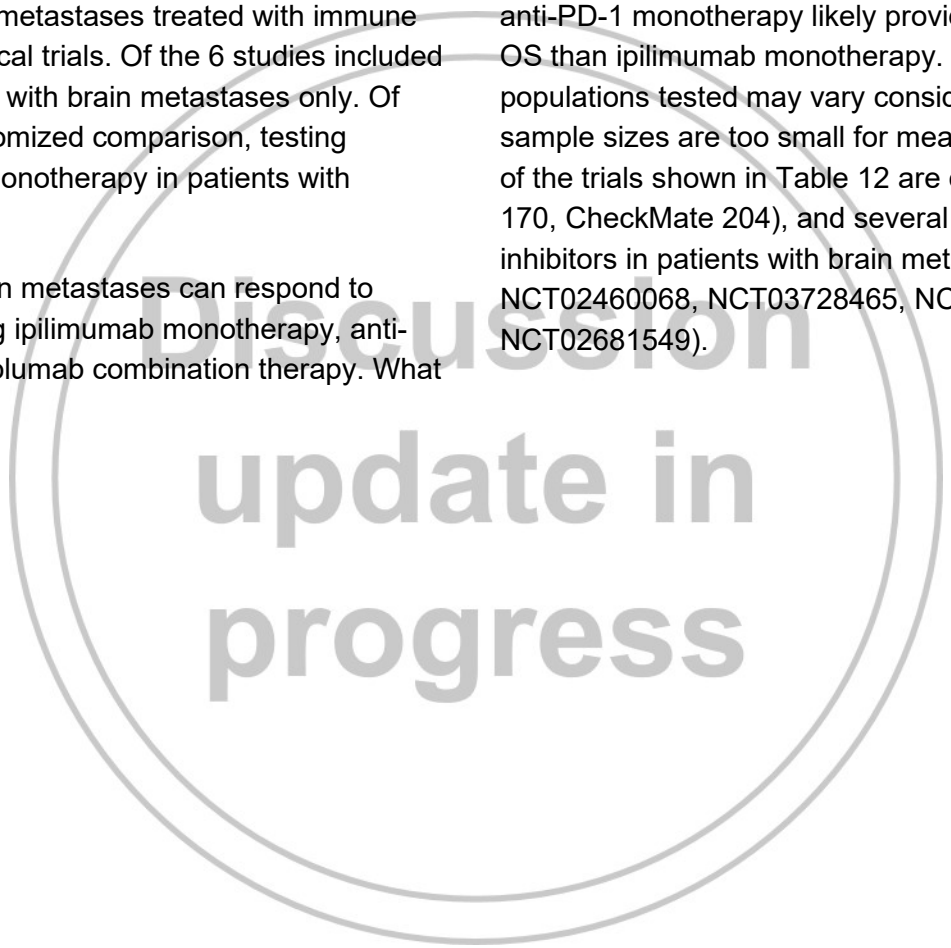 metastases treated with immune
cal trials. Of the 6 studies included
with brain metastases only. Of
omized comparison, testing
onotherapy in patients with
n metastases can respond to
g ipilimumab monotherapy, anti-
olumab combination therapy. What
anti-PD-1 monotherapy likely provi
OS than ipilimumab monotherapy.
populations tested may vary consid
sample sizes are too small for mea
of the trials shown in Table 12 are
170, CheckMate 204), and several
inhibitors in patients with brain met
NCT02460068, NCT03728465, NC
NCT02681549).
Discussion
update in
progress